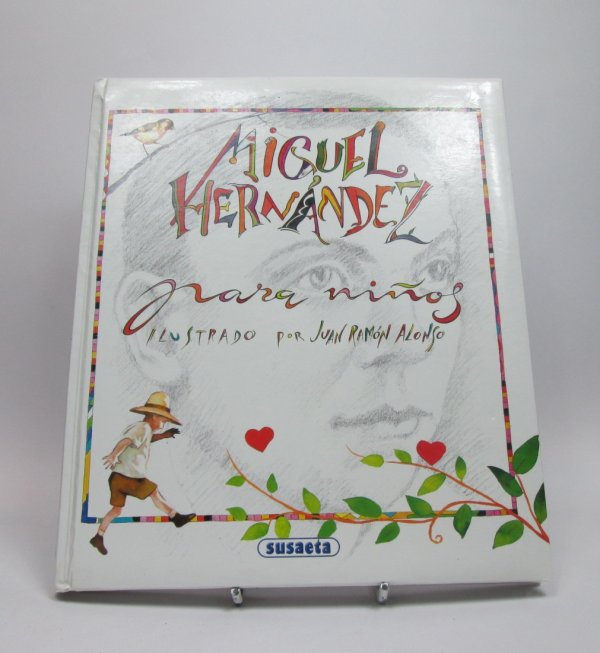 MIGUEL
HERNÁNDEZ
para niños
ILUSTRADO POR JUAN RAMÓN ALONSO
susaeta